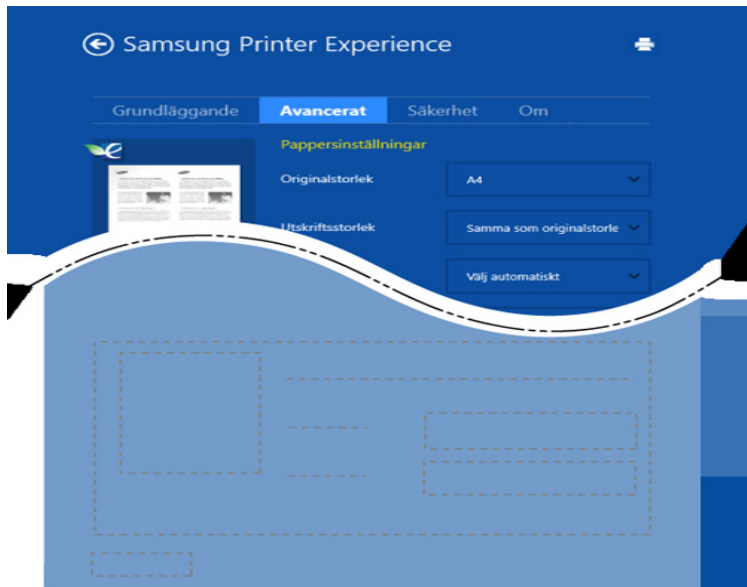 Samsung Printer Experience
Grundläggande Avancerat Säkerhet Om
Pappersinställningar
Originalstorlek A4
Utskriftsstorlek Samma som originalstorle
Välj automatiskt